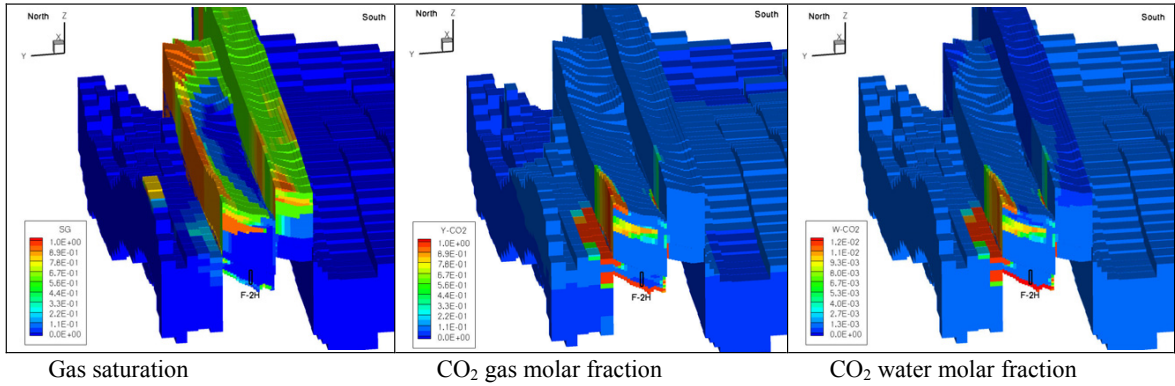 North
Z
X
Y
South
SG
1.0E+00
8.9E-01
7.8E-01
6.7E-01
5.6E-01
4.4E-01
3.3E-01
2.2E-01
1.1E-01
0.0E+00
F-2H
Gas saturation
North
Z
X
Y
South
Y-CO2
1.0E+00
8.9E-01
7.8E-01
6.7E-01
5.6E-01
4.4E-01
3.3E-01
2.2E-01
1.1E-01
0.0E+00
F-2H
CO₂ gas molar fraction
North
Z
X
Y
South
W-CO2
1.2E-02
1.1E-02
9.3E-03
8.0E-03
6.7E-03
5.3E-03
4.0E-03
2.7E-03
1.3E-03
0.0E+00
F-2H
CO₂ water molar fraction